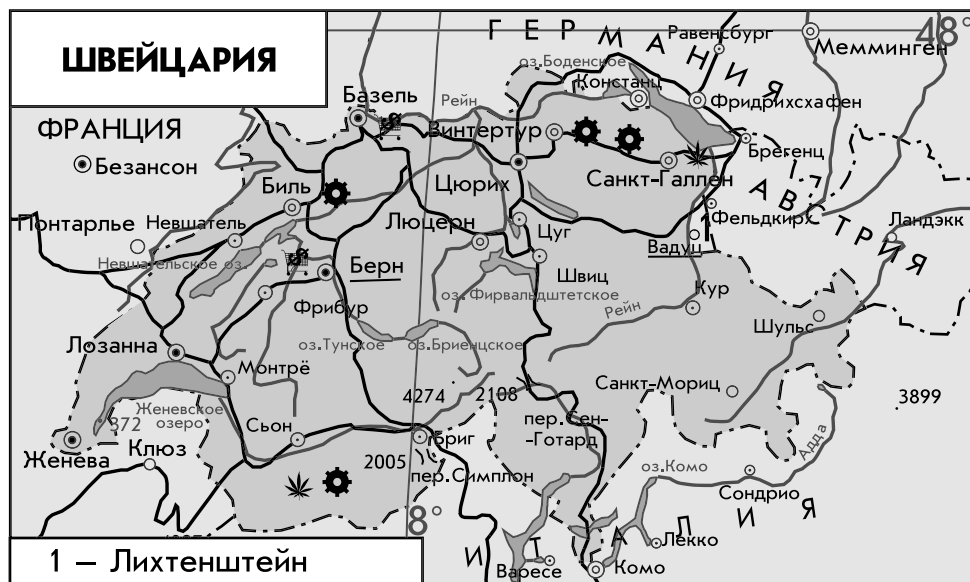 ШВЕЙЦАРИЯ
ГЕРМАНИЯ
48°
Равенсбург
Мемминген
оз.Боденское
Констанц
Фридрихсхафен
Базель
Рейн
ФРАНЦИЯ
Винтертур
Брегенц
Безансон
Цюрих
Санкт-Галлен
АВСТРИЯ
Биль
Понтарлье
Невшатель
Люцерн
Цуг
Фельдкирх
Ландэкк
Вадуц
Невшательское оз.
Берн
Швиц
Фрибур
оз.Фирвальдштетское
Рейн
Кур
Шульс
Лозанна
оз.Тунское
оз.Бриенцское
Монтрё
4274
2108
Санкт-Мориц
3899
Женевское
озеро
372
пер.Сен-
-Готард
Адда
Сьон
Бриг
Женева
Клюз
2005
пер.Симплон
оз.Комо
Сондрио
8°
ИТАЛИЯ
Лекко
1 – Лихтенштейн
Варесе
Комо